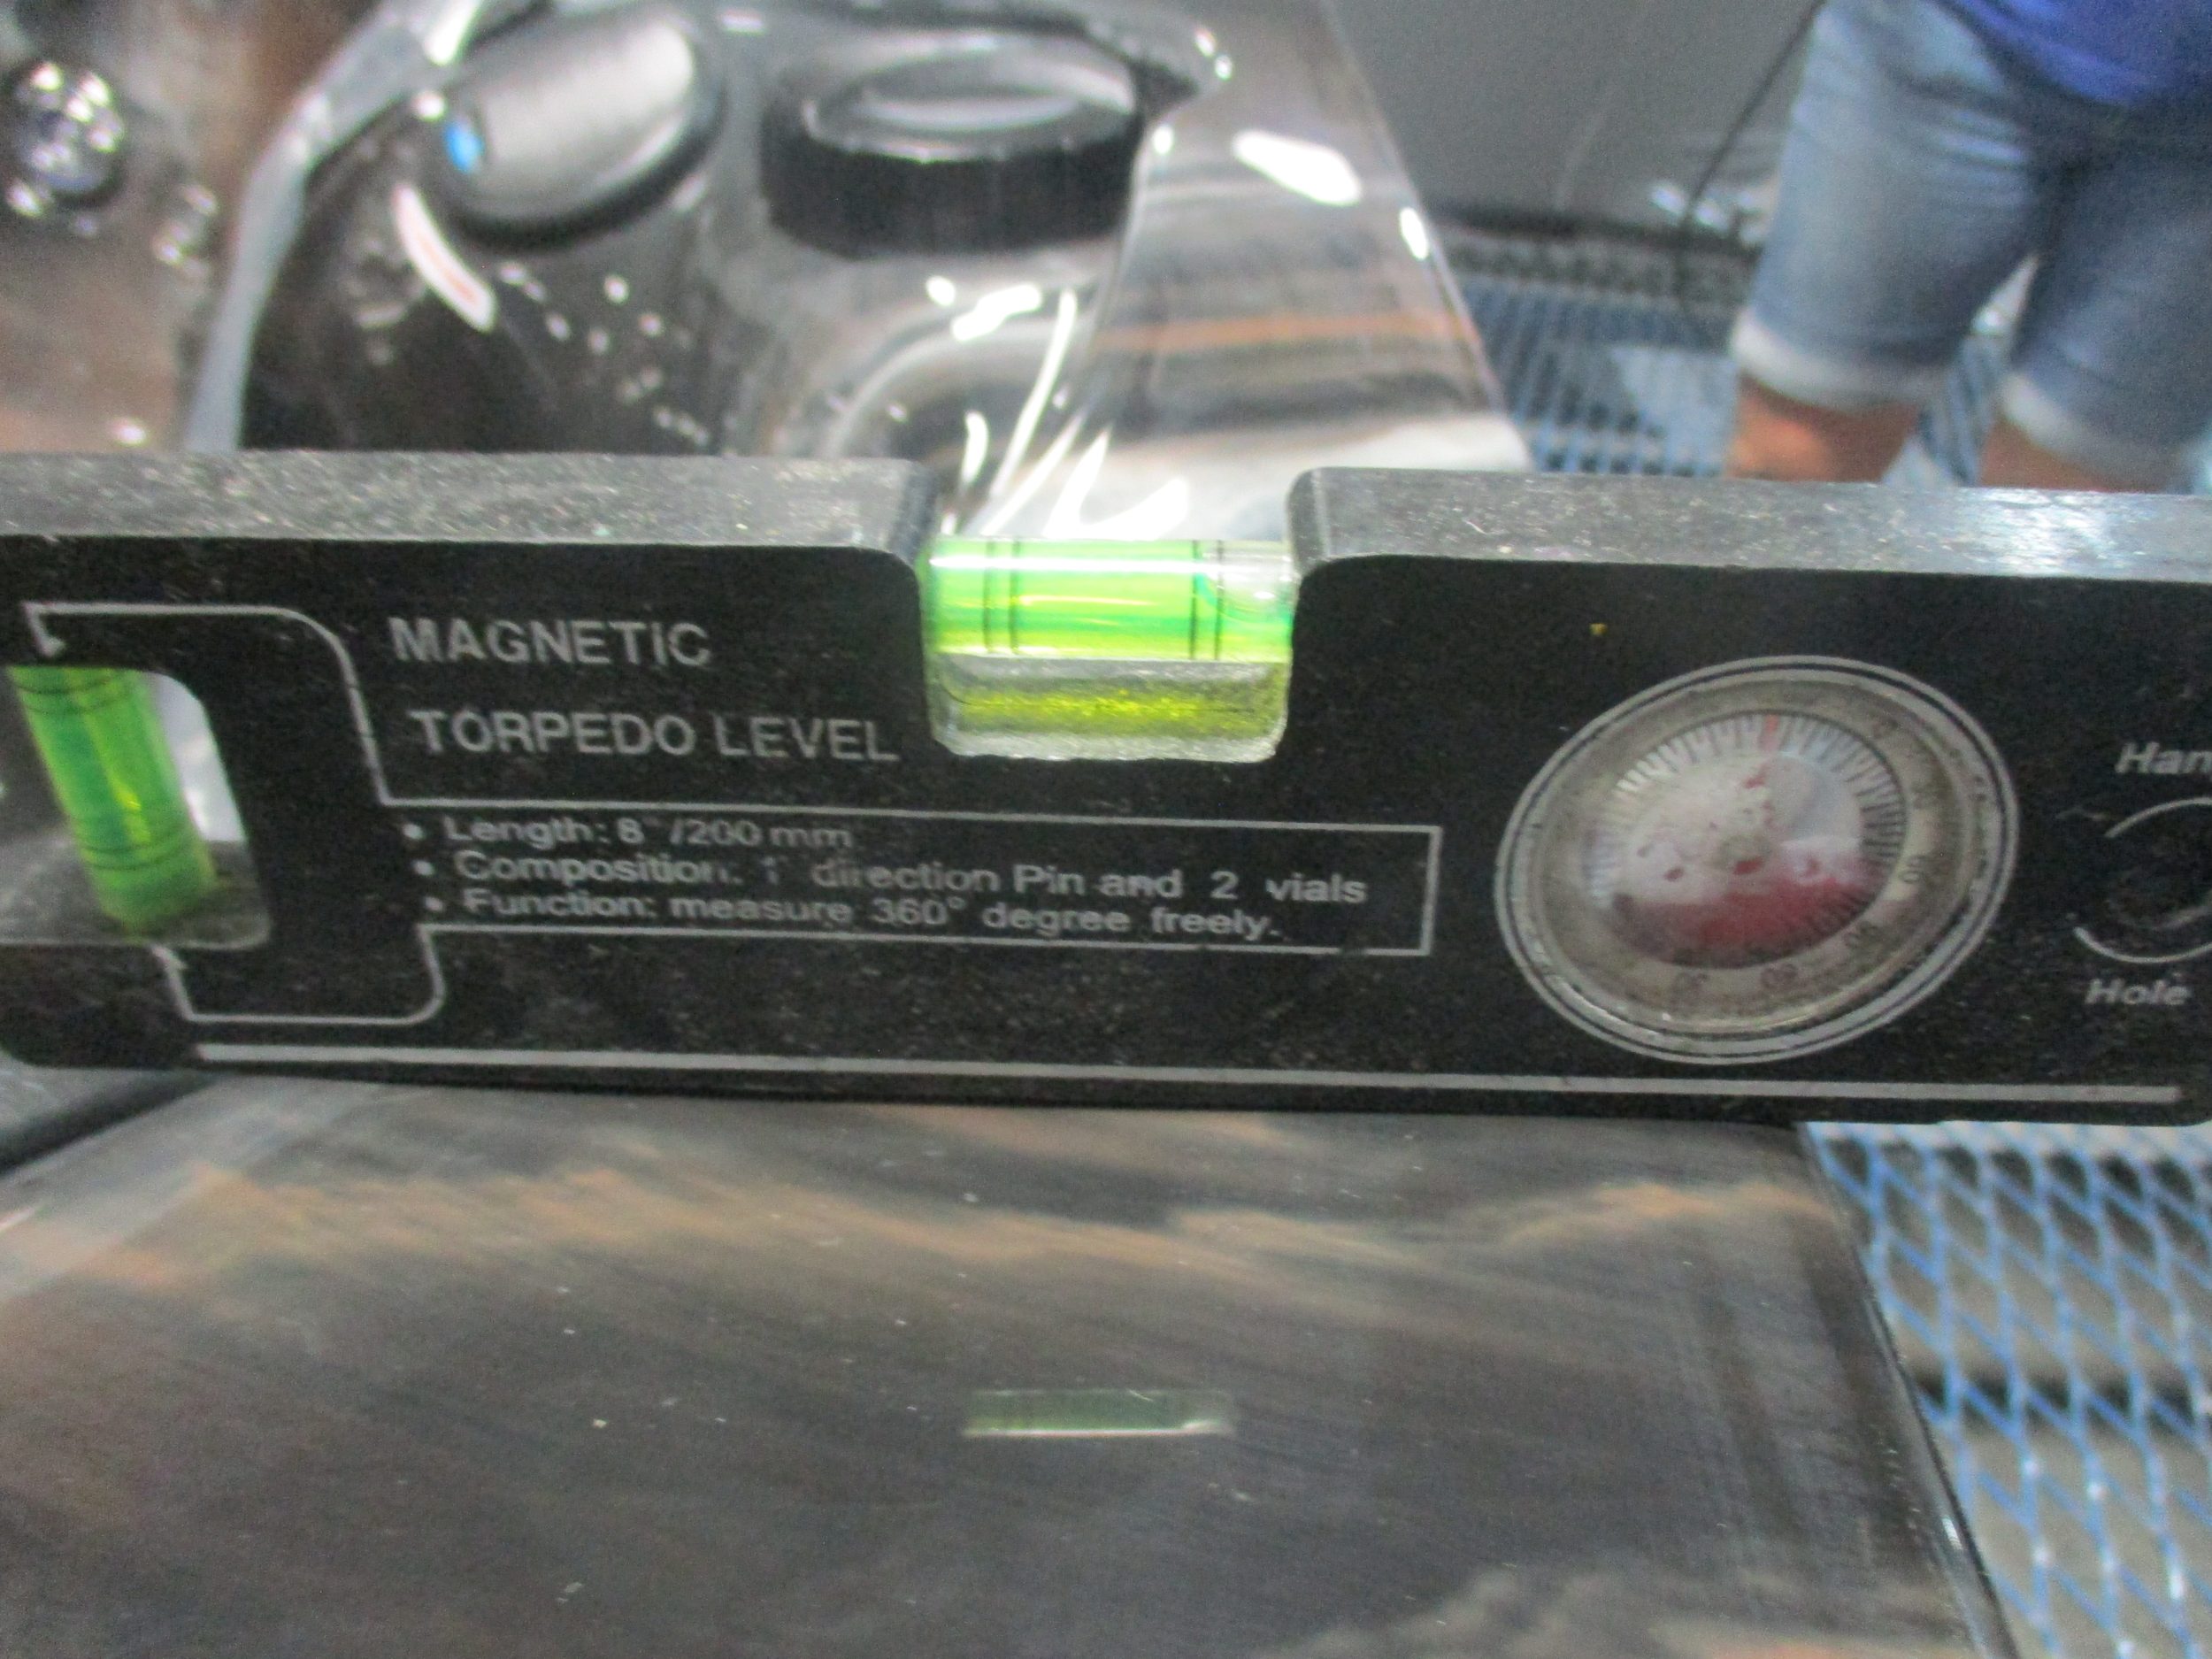 MAGNETIC
TORPEDO LEVEL
• Length: 8" /200 mm
• Composition: 1 direction Pin and 2 vials
• Function: measure 360° degree freely.
Han
Hole